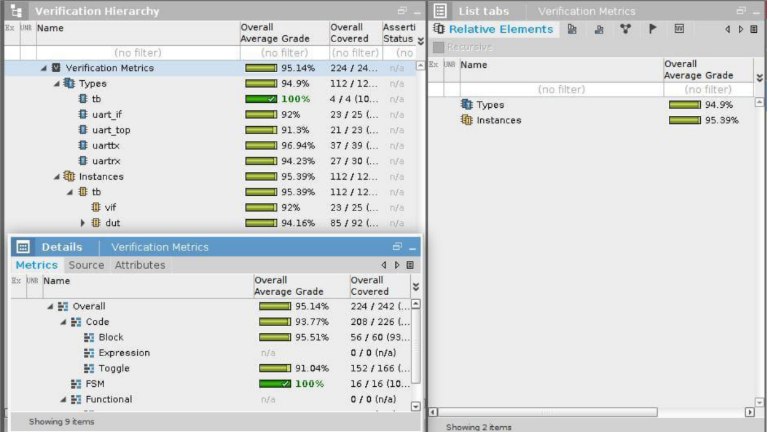 Verification Hierarchy
Ex UNR Name Overall Average Grade Overall Covered Asserti Status
(no filter) (no filter) (no filter) (no
Verification Metrics 95.14% 224 / 24... n/a
Types 94.9% 112 / 12... n/a
tb 100% 4 / 4 (10... n/a
uart_if 92% 23 / 25 (... n/a
uart_top 91.3% 21 / 23 (... n/a
uarttx 96.94% 37 / 39 (... n/a
uartrx 94.23% 27 / 30 (... n/a
Instances 95.39% 112 / 12... n/a
tb 95.39% 112 / 12... n/a
vif 92% 23 / 25 (... n/a
dut 94.16% 85 / 92 (... n/a
Details Verification Metrics
Metrics Source Attributes
Ex UNR Name Overall Average Grade Overall Covered
Overall 95.14% 224 / 242 (...
Code 93.77% 208 / 226 (...
Block 95.51% 56 / 60 (93...
Expression n/a 0 / 0 (n/a)
Toggle 91.04% 152 / 166 (...
FSM 100% 16 / 16 (10...
Functional n/a 0 / 0 (n/a)
Showing 9 items
List tabs Verification Metrics
Relative Elements
Recursive
Ex UNR Name Overall Average Grade
(no filter) (no filter)
Types 94.9%
Instances 95.39%
Showing 2 items